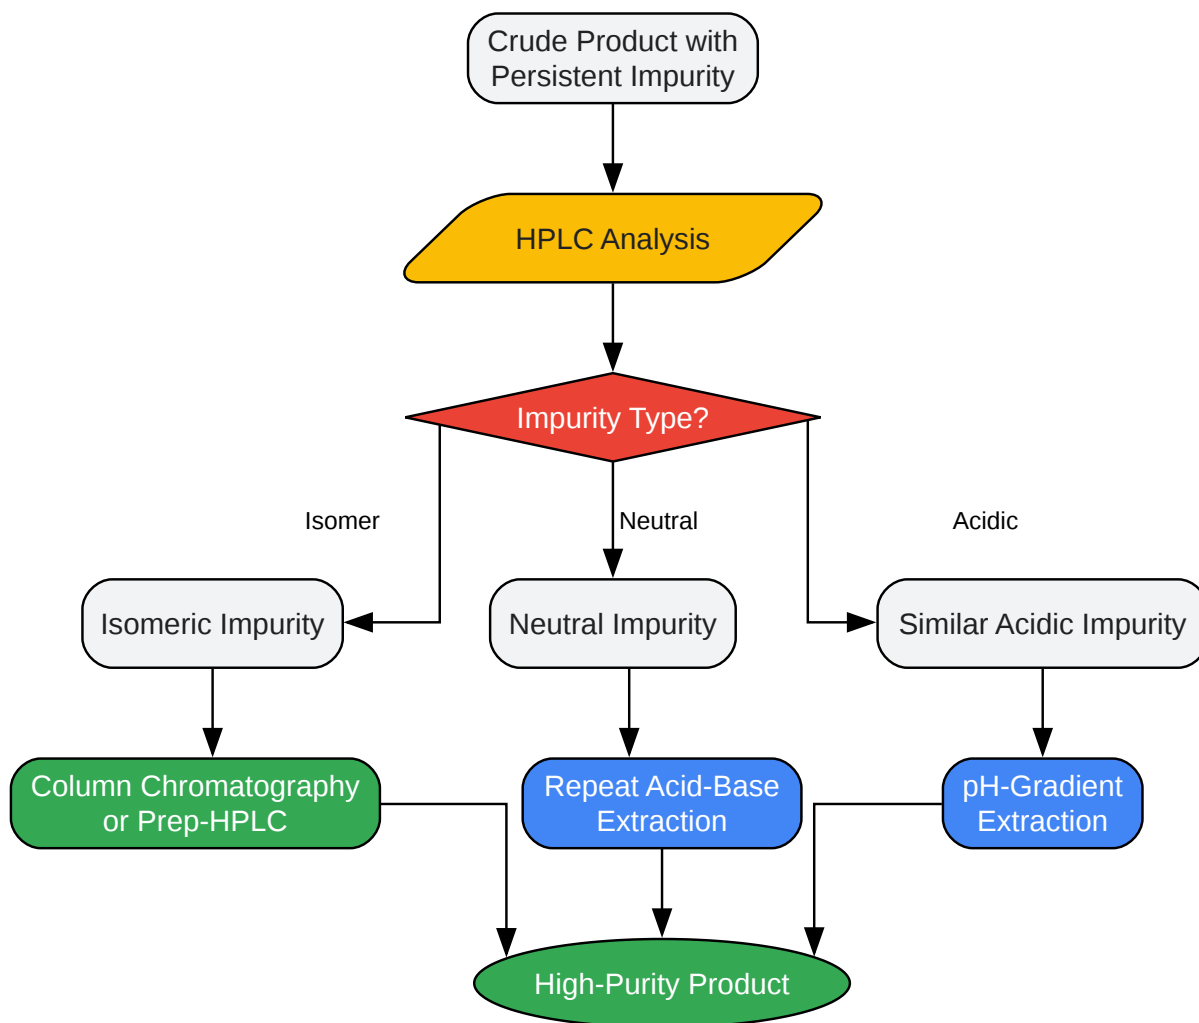 Crude Product with
Persistent Impurity
HPLC Analysis
Impurity Type?
Isomer
Neutral
Acidic
Isomeric Impurity
Neutral Impurity
Similar Acidic Impurity
Column Chromatography
or Prep-HPLC
Repeat Acid-Base
Extraction
pH-Gradient
Extraction
High-Purity Product